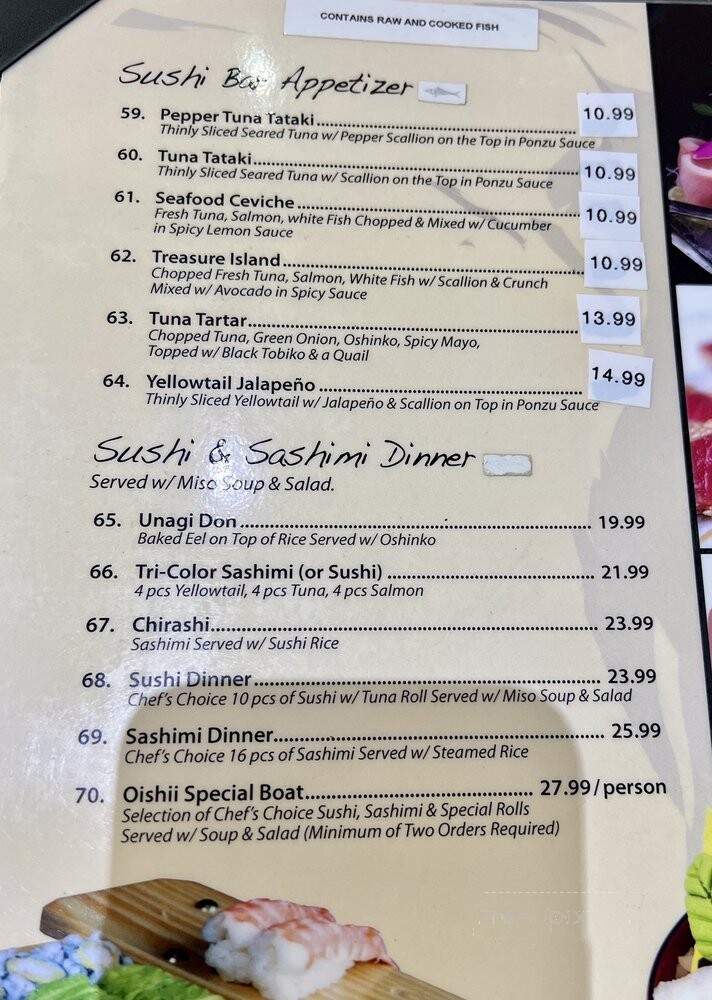 CONTAINS RAW AND COOKED FISH
Sushi Bar Appetizer
59. Pepper Tuna Tataki........................................ 10.99
Thinly Sliced Seared Tuna w/ Pepper Scallion on the Top in Ponzu Sauce
60. Tuna Tataki........................................ 10.99
Thinly Sliced Seared Tuna w/ Scallion on the Top in Ponzu Sauce
61. Seafood Ceviche........................................ 10.99
Fresh Tuna, Salmon, white Fish Chopped & Mixed w/ Cucumber
in Spicy Lemon Sauce
62. Treasure Island........................................ 10.99
Chopped Fresh Tuna, Salmon, White Fish w/ Scallion & Crunch
Mixed w/ Avocado in Spicy Sauce
63. Tuna Tartar........................................ 13.99
Chopped Tuna, Green Onion, Oshinko, Spicy Mayo,
Topped w/ Black Tobiko & a Quail
64. Yellowtail Jalapeño........................................ 14.99
Thinly Sliced Yellowtail w/ Jalapeño & Scallion on Top in Ponzu Sauce
Sushi & Sashimi Dinner
Served w/ Miso Soup & Salad.
65. Unagi Don........................................ 19.99
Baked Eel on Top of Rice Served w/ Oshinko
66. Tri-Color Sashimi (or Sushi)........................................ 21.99
4 pcs Yellowtail, 4 pcs Tuna, 4 pcs Salmon
67. Chirashi........................................ 23.99
Sashimi Served w/ Sushi Rice
68. Sushi Dinner........................................ 23.99
Chef's Choice 10 pcs of Sushi w/ Tuna Roll Served w/ Miso Soup & Salad
69. Sashimi Dinner........................................ 25.99
Chef's Choice 16 pcs of Sashimi Served w/ Steamed Rice
70. Oishii Special Boat........................................ 27.99/person
Selection of Chef's Choice Sushi, Sashimi & Special Rolls
Served w/ Soup & Salad (Minimum of Two Orders Required)